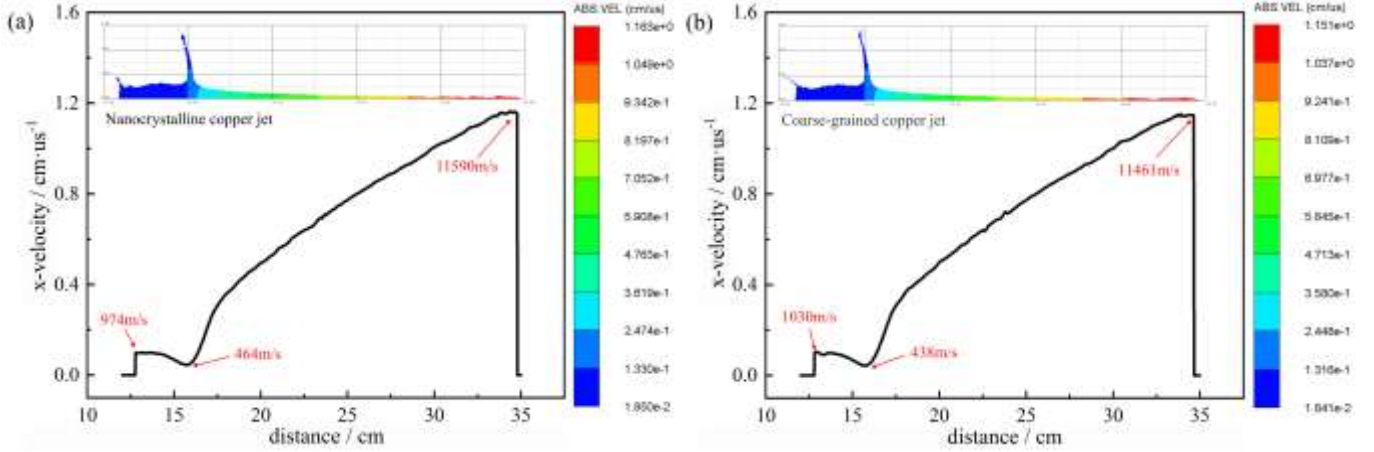 (a)
1.6
1.2
0.8
0.4
0.0
x-velocity / cm·us⁻¹
10
15
20
25
30
35
distance / cm
Nanocrystalline copper jet
11590m/s
974m/s
464m/s
ABS VEL (cm/us)
1.163e+0
1.049e+0
9.342e-1
8.197e-1
7.052e-1
5.908e-1
4.763e-1
3.619e-1
2.474e-1
1.330e-1
1.850e-2
(b)
1.6
1.2
0.8
0.4
0.0
x-velocity / cm·us⁻¹
10
15
20
25
30
35
distance / cm
Coarse-grained copper jet
11461m/s
1030m/s
438m/s
ABS VEL (cm/us)
1.151e+0
1.037e+0
9.241e-1
8.109e-1
6.977e-1
5.845e-1
4.713e-1
3.580e-1
2.448e-1
1.316e-1
1.841e-2